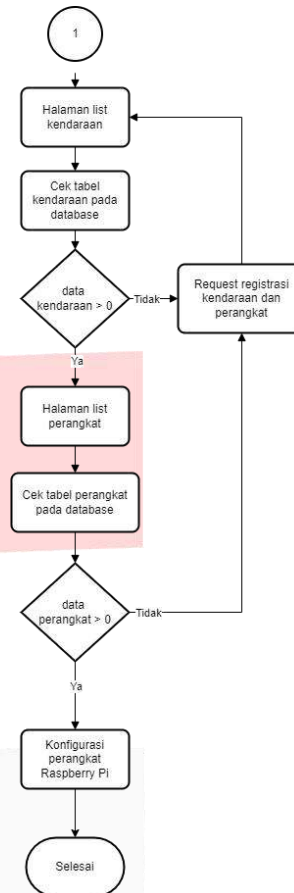 1
Halaman list
kendaraan
Cek tabel
kendaraan pada
database
data
kendaraan > 0
Tidak
Request registrasi
kendaraan dan
perangkat
Ya
Halaman list
perangkat
Cek tabel perangkat
pada database
data
perangkat > 0
Tidak
Ya
Konfigurasi
perangkat
Raspberry Pi
Selesai